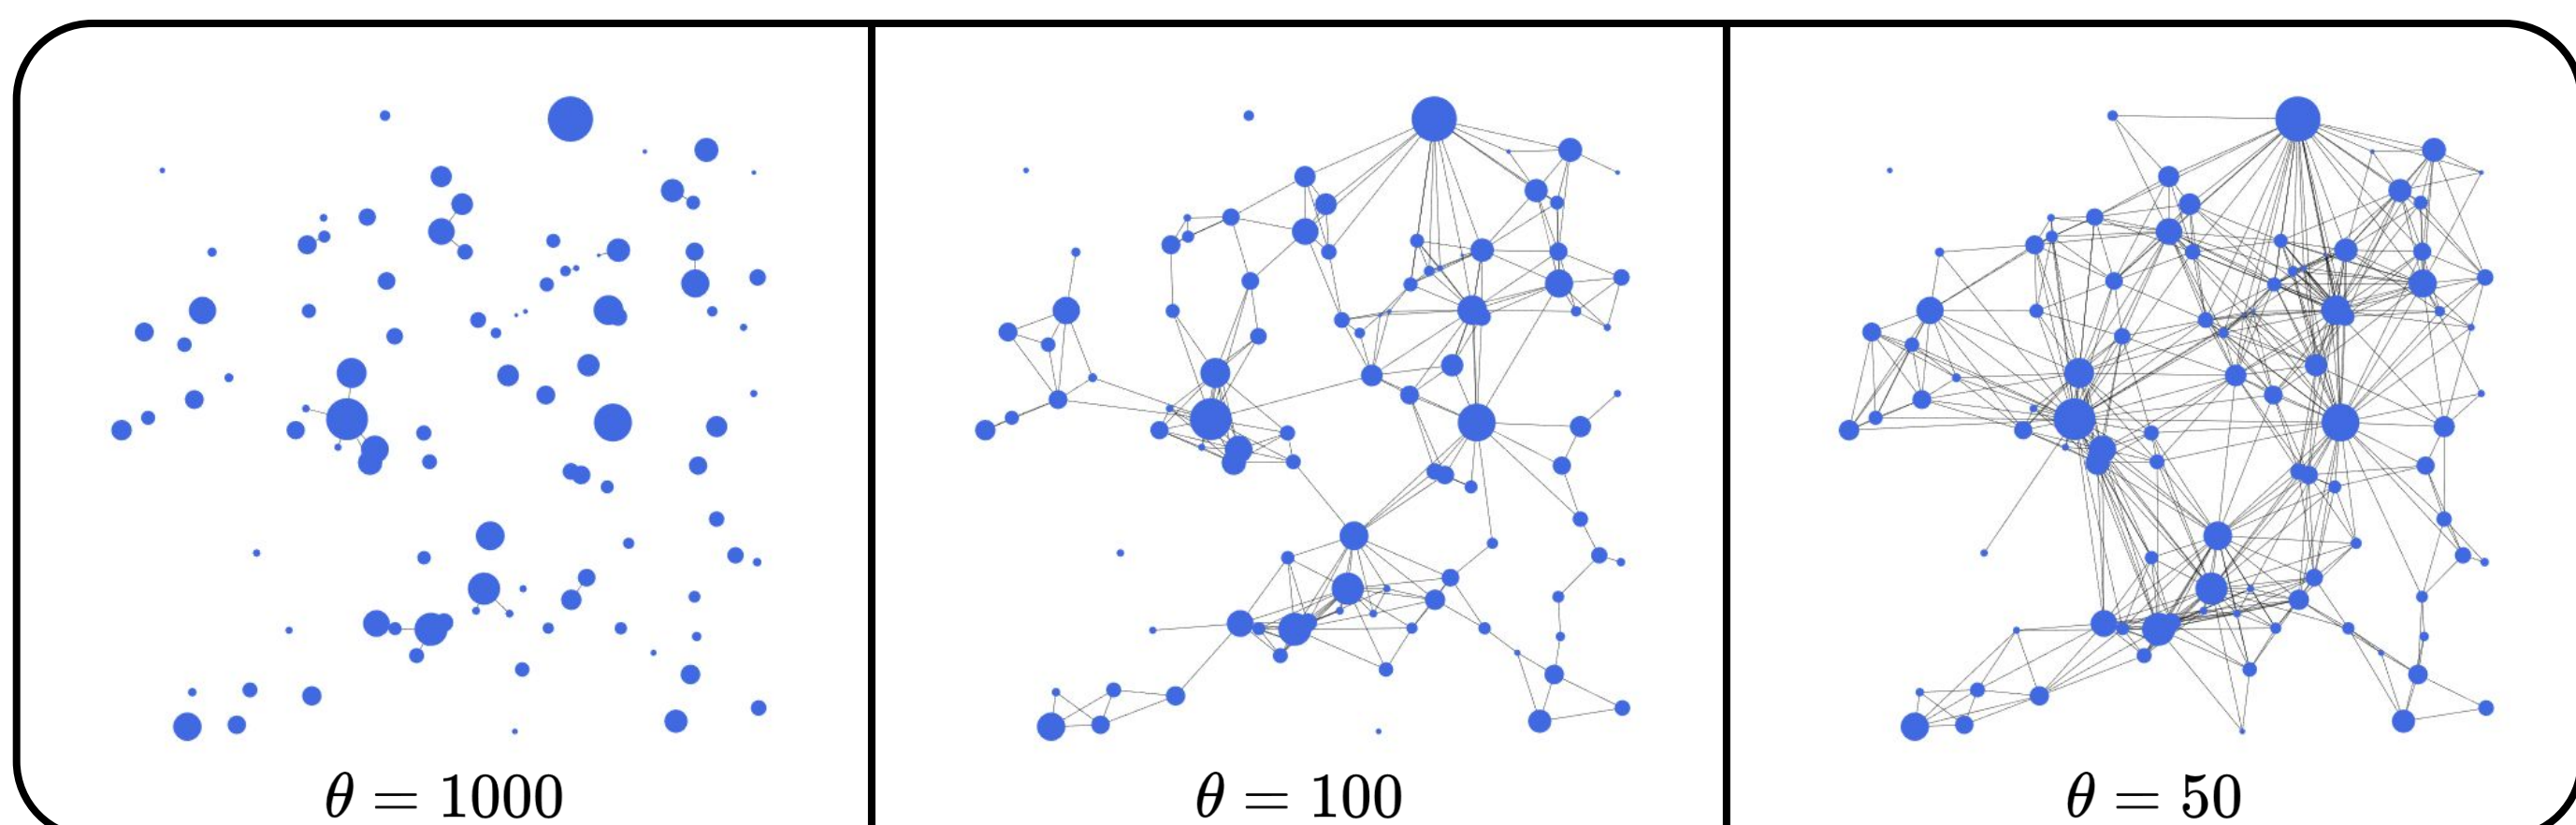 θ = 1000
θ = 100
θ = 50